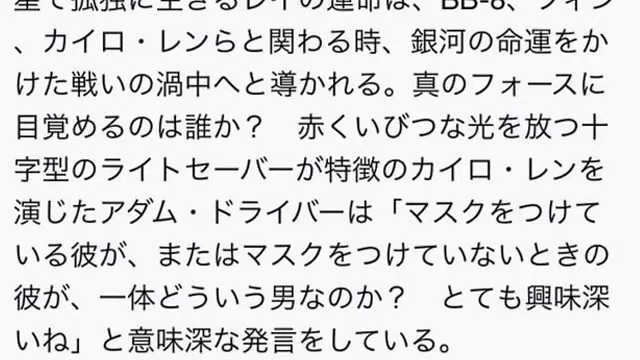 星で孤独に生きるレイの運命は、BB-8、フィン
、カイロ・レンらと関わる時、銀河の命運をか
けた戦いの渦中へと導かれる。真のフォースに
目覚めるのは誰か？　赤くいびつな光を放つ十
字型のライトセーバーが特徴のカイロ・レンを
演じたアダム・ドライバーは「マスクをつけて
いる彼が、またはマスクをつけていないときの
彼が、一体どういう男なのか？　とても興味深
いね」と意味深な発言をしている。